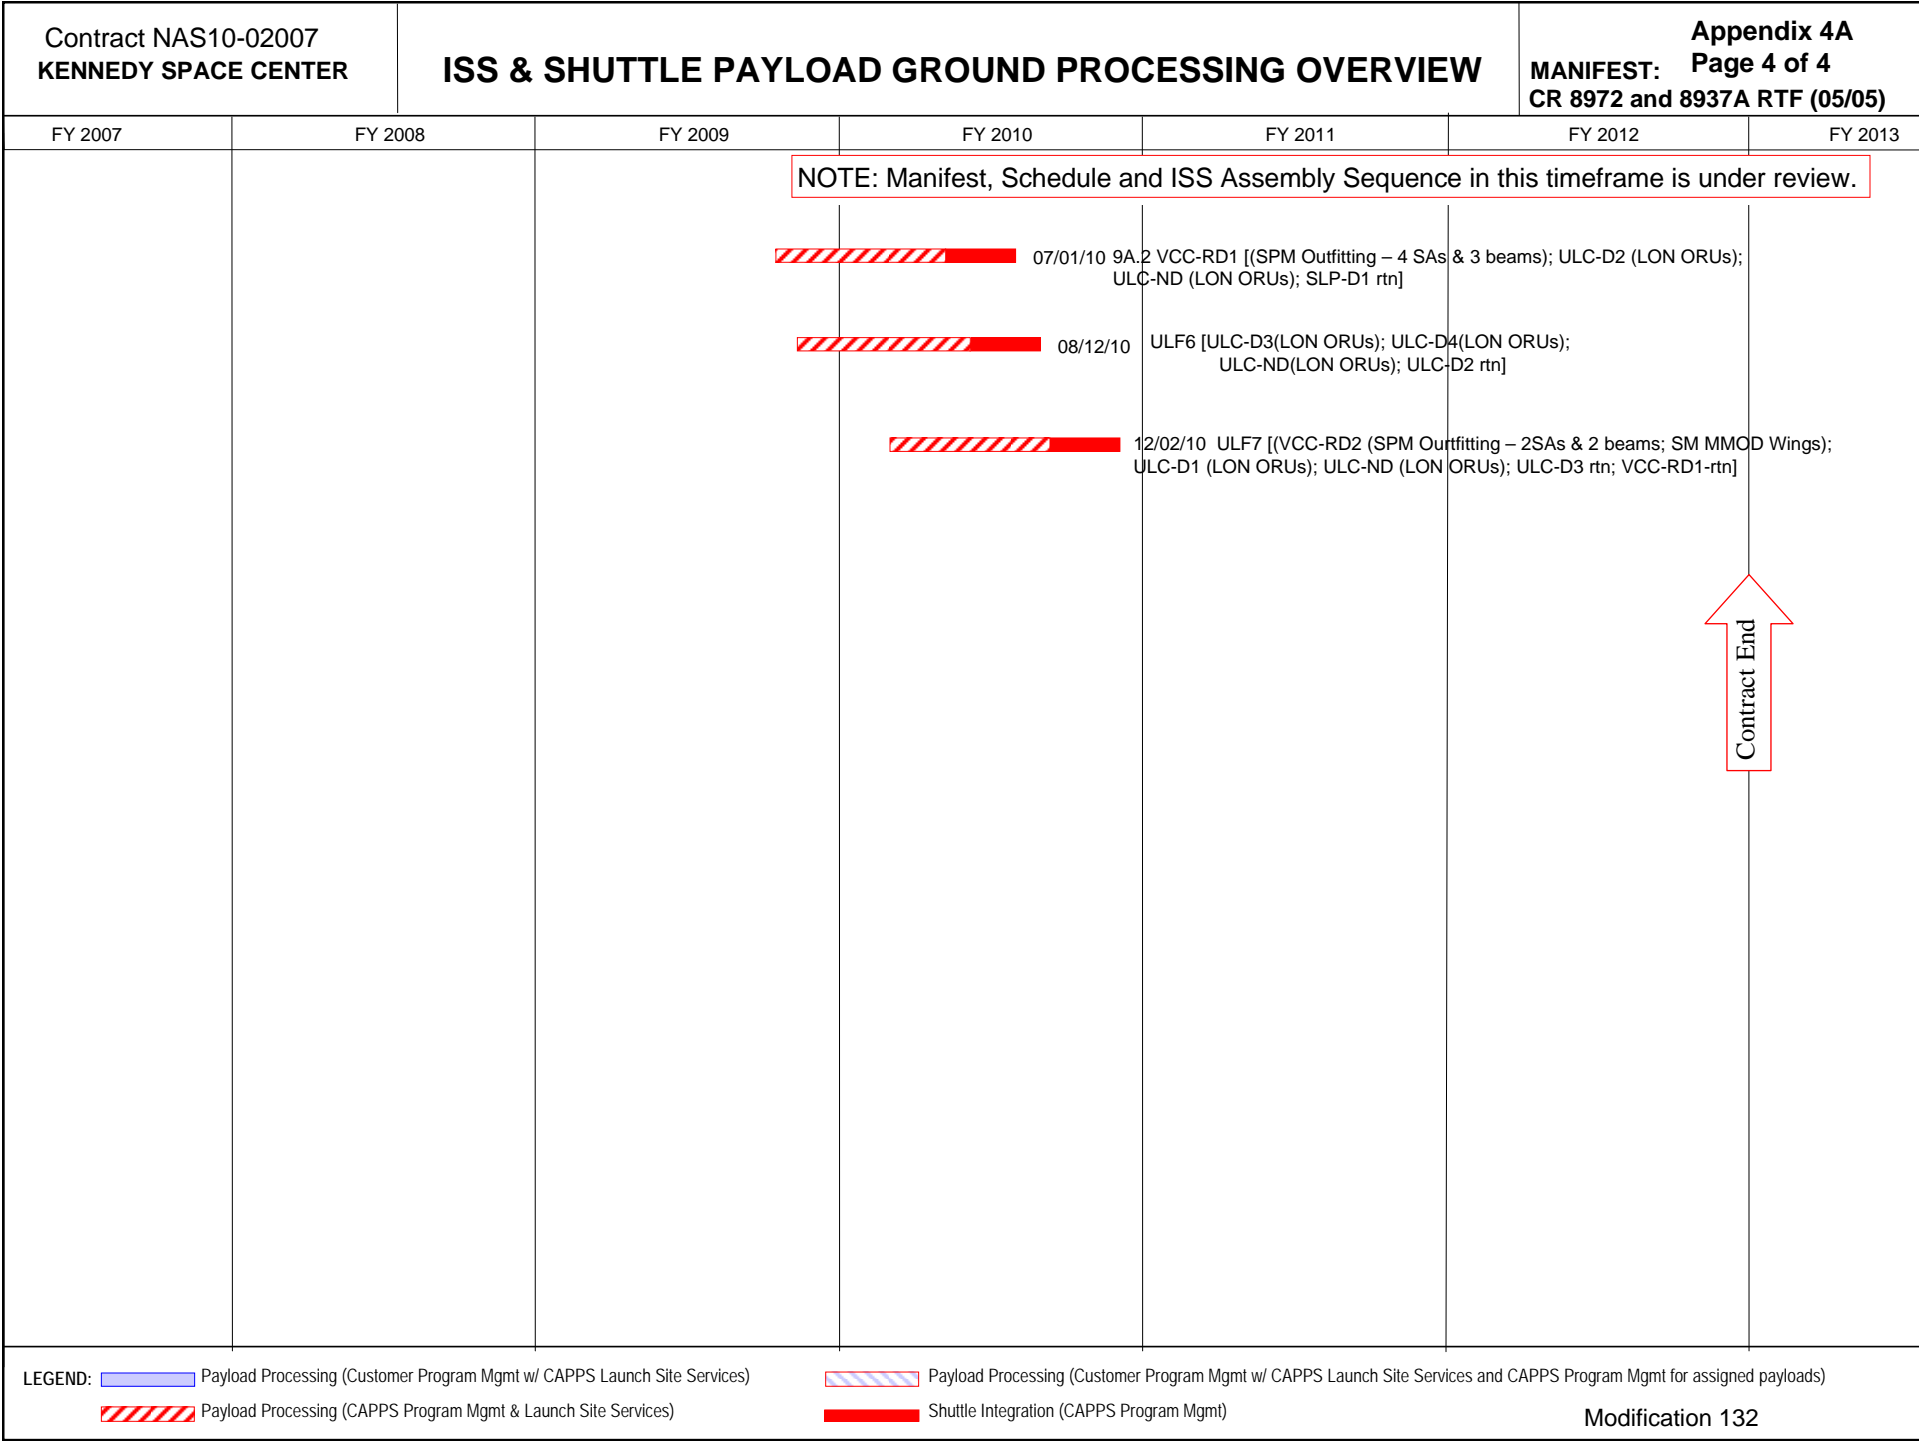 Contract NAS10-02007
KENNEDY SPACE CENTER
ISS & SHUTTLE PAYLOAD GROUND PROCESSING OVERVIEW
Appendix 4A
MANIFEST: Page 4 of 4
CR 8972 and 8937A RTF (05/05)
FY 2007 FY 2008 FY 2009 FY 2010 FY 2011 FY 2012 FY 2013
NOTE: Manifest, Schedule and ISS Assembly Sequence in this timeframe is under review.
07/01/10 9A.2 VCC-RD1 [(SPM Outfitting – 4 SAs & 3 beams); ULC-D2 (LON ORUs);
ULC-ND (LON ORUs); SLP-D1 rtn]
08/12/10 ULF6 [ULC-D3(LON ORUs); ULC-D4(LON ORUs);
ULC-ND(LON ORUs); ULC-D2 rtn]
12/02/10 ULF7 [(VCC-RD2 (SPM Ourtfitting – 2SAs & 2 beams; SM MMOD Wings);
ULC-D1 (LON ORUs); ULC-ND (LON ORUs); ULC-D3 rtn; VCC-RD1-rtn]
Contract End
LEGEND: Payload Processing (Customer Program Mgmt w/ CAPPS Launch Site Services)
Payload Processing (Customer Program Mgmt w/ CAPPS Launch Site Services and CAPPS Program Mgmt for assigned payloads)
Payload Processing (CAPPS Program Mgmt & Launch Site Services)
Shuttle Integration (CAPPS Program Mgmt)
Modification 132